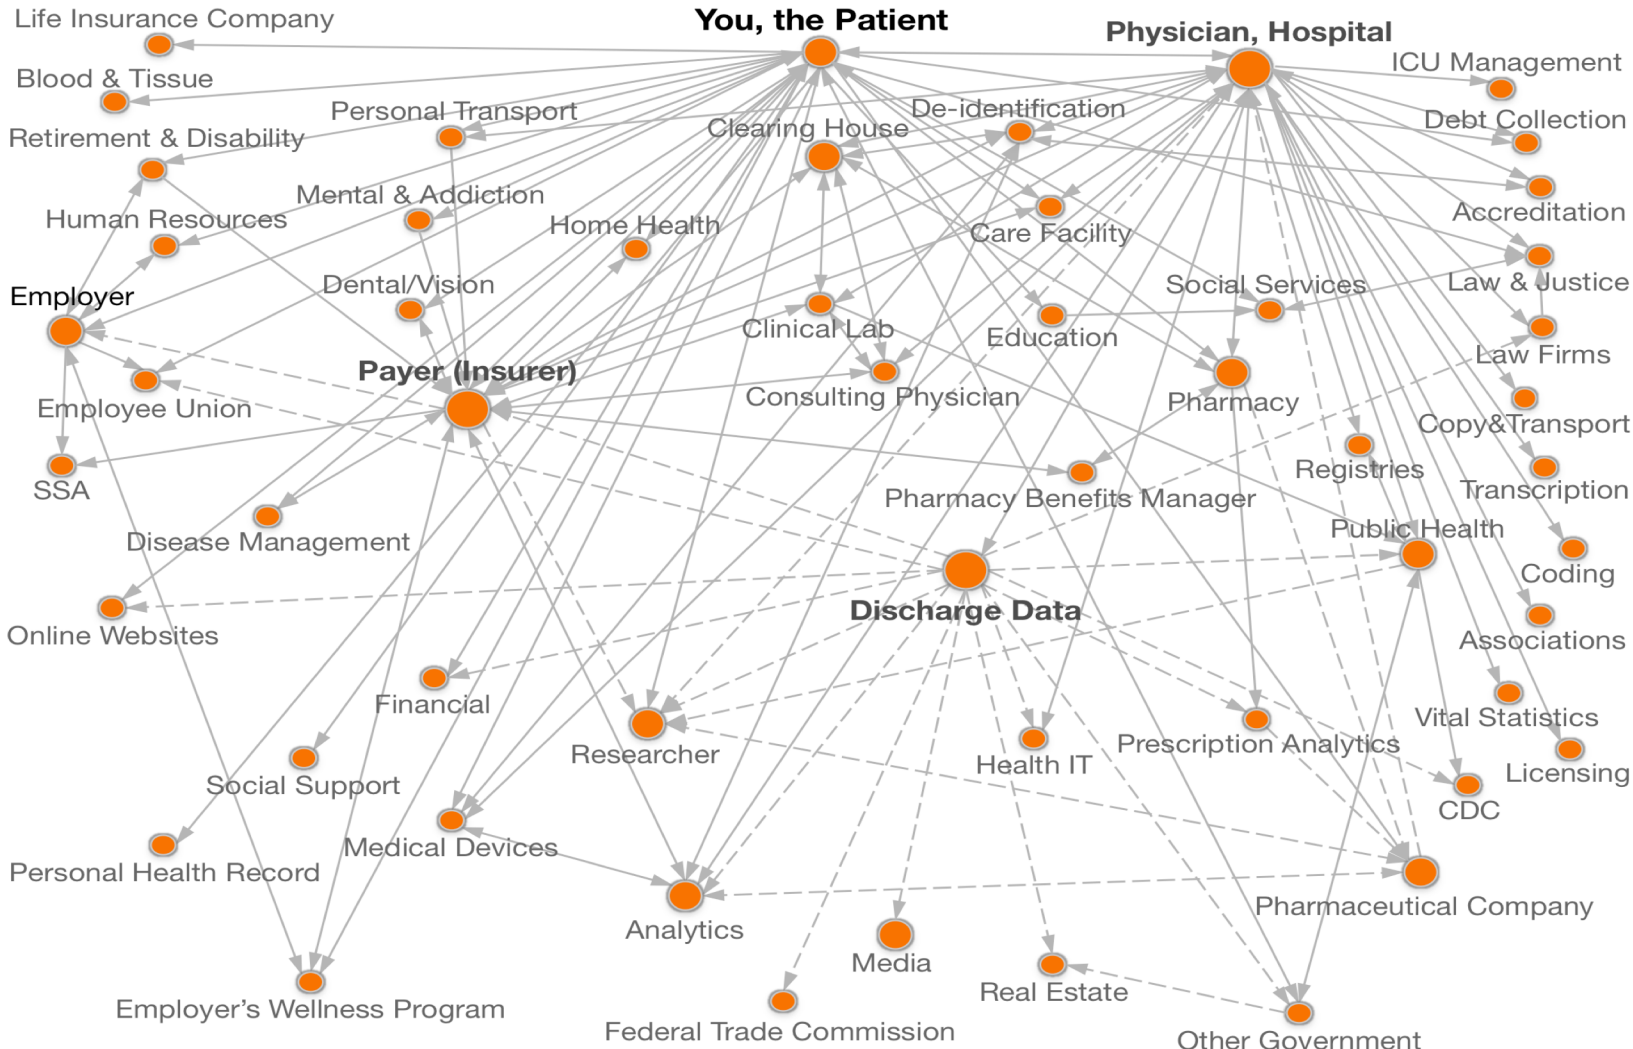 Life Insurance Company
You, the Patient
Physician, Hospital
ICU Management
Blood & Tissue
Personal Transport
De-identification
Debt Collection
Clearing House
Retirement & Disability
Mental & Addiction
Accreditation
Human Resources
Home Health
Care Facility
Dental/Vision
Social Services
Law & Justice
Employer
Clinical Lab
Education
Law Firms
Payer (Insurer)
Consulting Physician
Pharmacy
Employee Union
Copy&Transport
Registries
SSA
Pharmacy Benefits Manager
Transcription
Disease Management
Public Health
Coding
Discharge Data
Online Websites
Associations
Financial
Vital Statistics
Researcher
Prescription Analytics
Health IT
Licensing
Social Support
CDC
Medical Devices
Personal Health Record
Pharmaceutical Company
Analytics
Media
Real Estate
Employer’s Wellness Program
Federal Trade Commission
Other Government